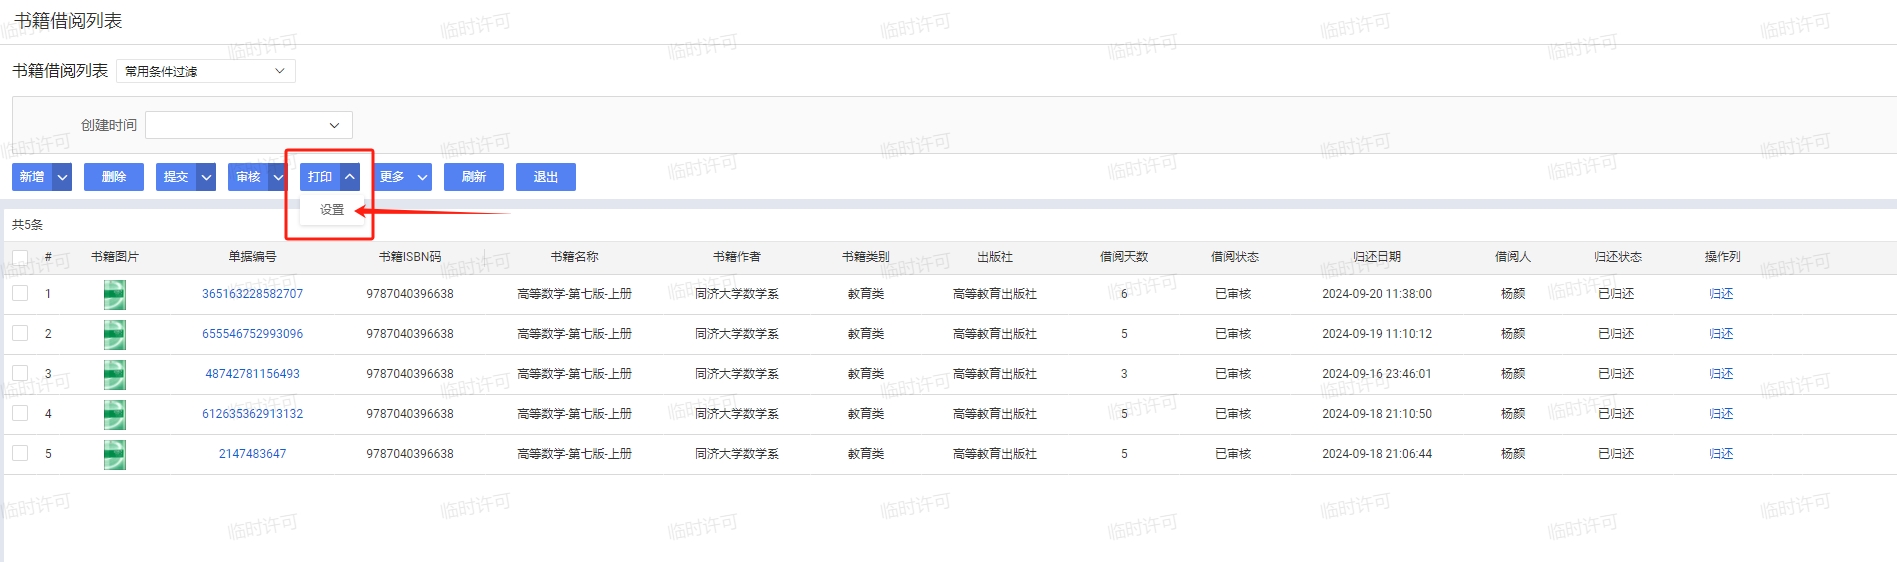 书籍借阅列表
书籍借阅列表 常用条件过滤
创建时间
新增 删除 提交 审核 打印 更多 刷新 退出
设置
共5条
# 书籍图片 单据编号 书籍ISBN码 书籍名称 书籍作者 书籍类别 出版社 借阅天数 借阅状态 归还日期 借阅人 归还状态 操作列
1 365163228582707 9787040396638 高等数学-第七版-上册 同济大学数学系 教育类 高等教育出版社 6 已审核 2024-09-20 11:38:00 杨颜 已归还 归还
2 655546752993096 9787040396638 高等数学-第七版-上册 同济大学数学系 教育类 高等教育出版社 5 已审核 2024-09-19 11:10:12 杨颜 已归还 归还
3 48742781156493 9787040396638 高等数学-第七版-上册 同济大学数学系 教育类 高等教育出版社 3 已审核 2024-09-16 23:46:01 杨颜 已归还 归还
4 612635362913132 9787040396638 高等数学-第七版-上册 同济大学数学系 教育类 高等教育出版社 5 已审核 2024-09-18 21:10:50 杨颜 已归还 归还
5 2147483647 9787040396638 高等数学-第七版-上册 同济大学数学系 教育类 高等教育出版社 5 已审核 2024-09-18 21:06:44 杨颜 已归还 归还
临时许可